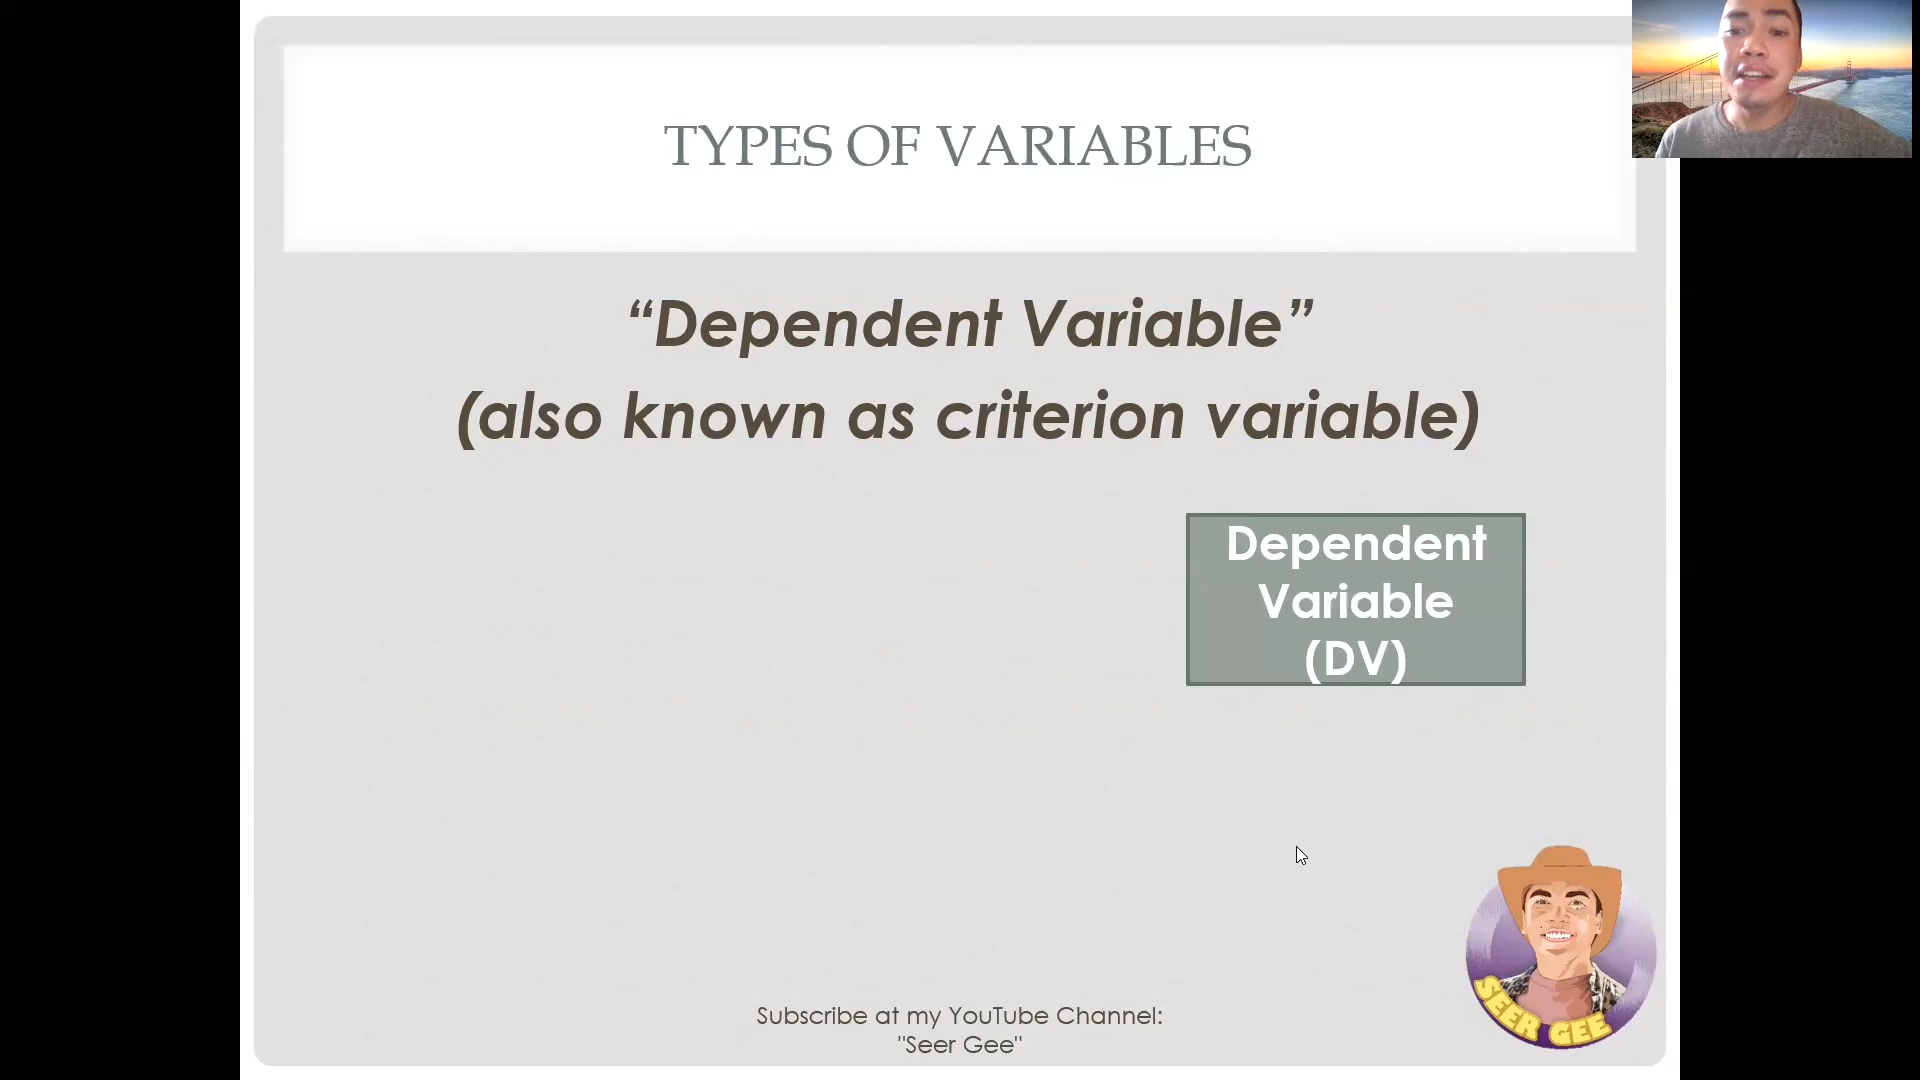 TYPES OF VARIABLES
“Dependent Variable”
(also known as criterion variable)
Dependent
Variable
(DV)
Subscribe at my YouTube Channel:
"Seer Gee"
SEER GEE